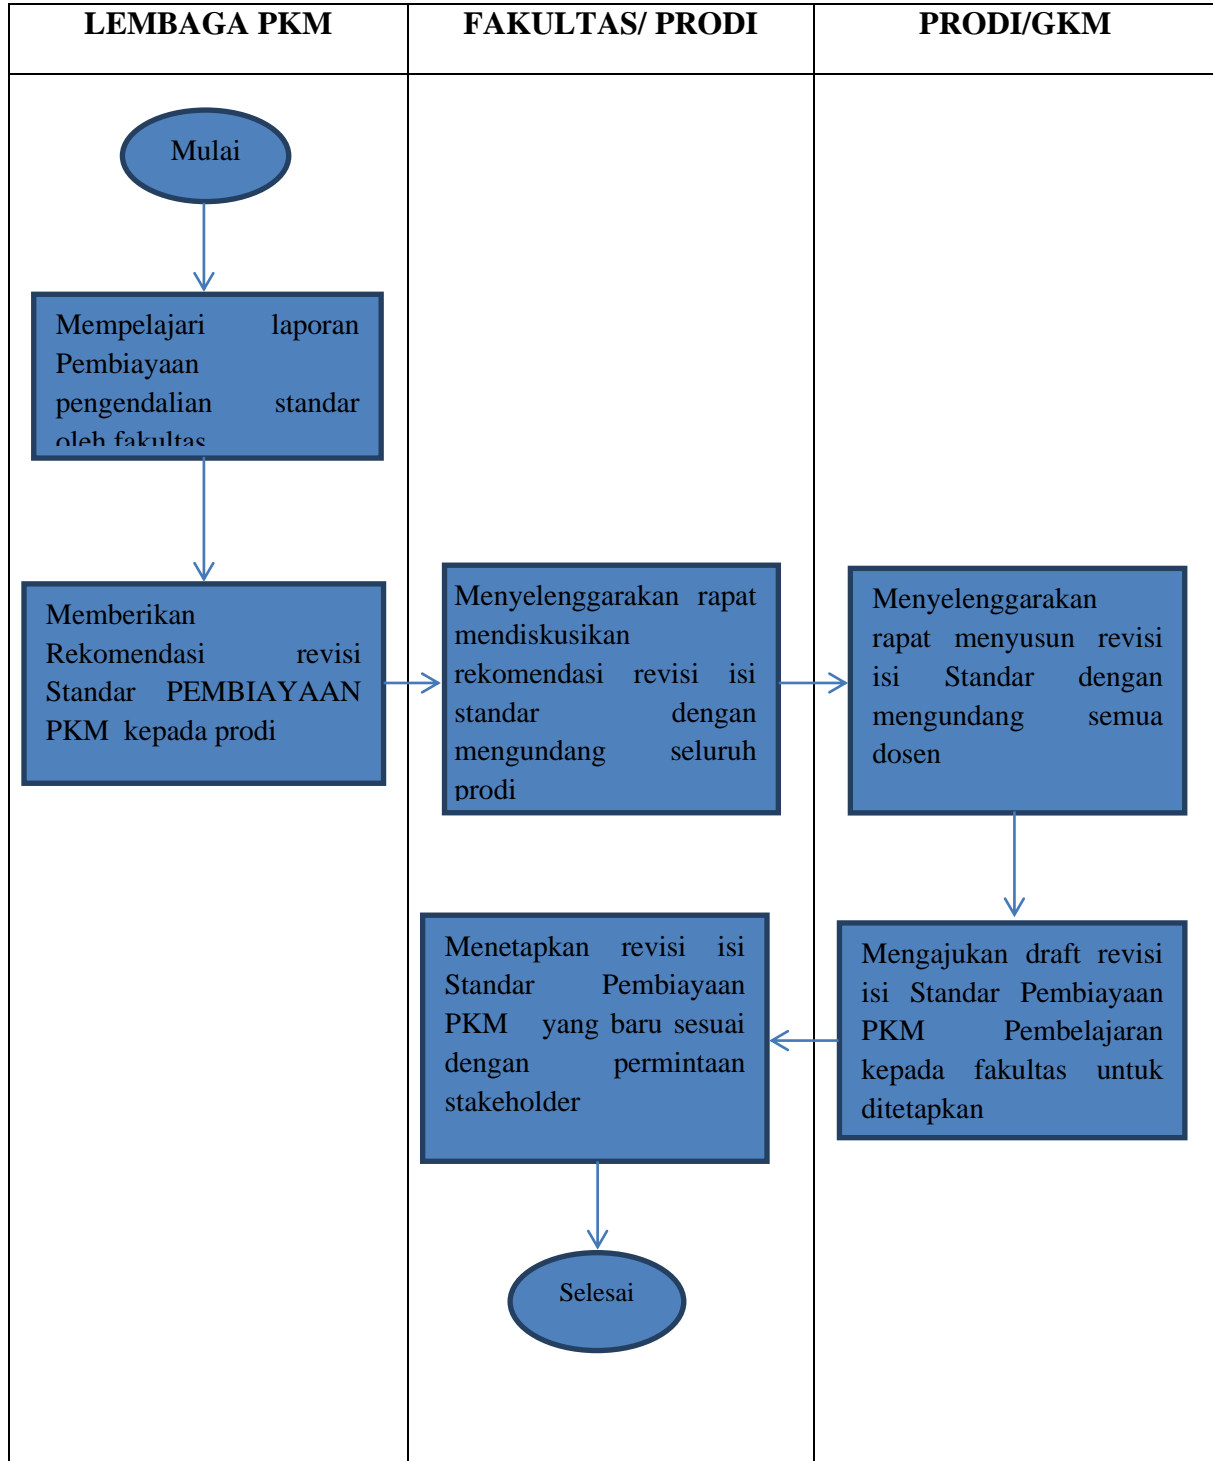 LEMBAGA PKM
FAKULTAS/ PRODI
PRODI/GKM
Mulai
Mempelajari laporan
Pembiayaan
pengendalian standar
oleh fakultas
Memberikan
Rekomendasi revisi
Standar PEMBIAYAAN
PKM kepada prodi
Menyelenggarakan rapat
mendiskusikan
rekomendasi revisi isi
standar dengan
mengundang seluruh
prodi
Menyelenggarakan
rapat menyusun revisi
isi Standar dengan
mengundang semua
dosen
Mengajukan draft revisi
isi Standar Pembiayaan
PKM Pembelajaran
kepada fakultas untuk
ditetapkan
Menetapkan revisi isi
Standar Pembiayaan
PKM yang baru sesuai
dengan permintaan
stakeholder
Selesai